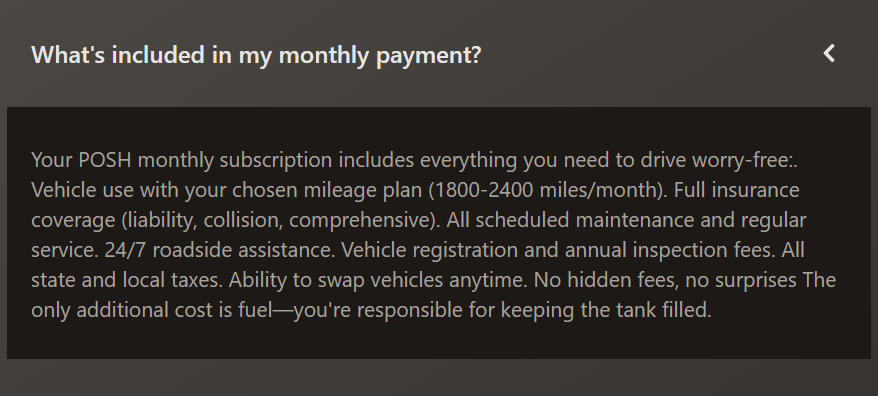 What's included in my monthly payment?
Your POSH monthly subscription includes everything you need to drive worry-free:.
Vehicle use with your chosen mileage plan (1800-2400 miles/month). Full insurance
coverage (liability, collision, comprehensive). All scheduled maintenance and regular
service. 24/7 roadside assistance. Vehicle registration and annual inspection fees. All
state and local taxes. Ability to swap vehicles anytime. No hidden fees, no surprises The
only additional cost is fuel—you're responsible for keeping the tank filled.